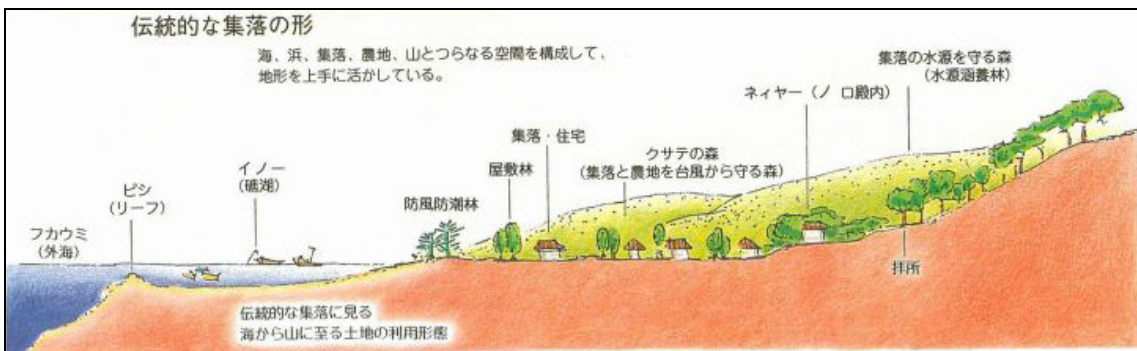 伝統的な集落の形
海、浜、集落、農地、山とつらなる空間を構成して、
地形を上手に活かしている。
集落の水源を守る森
(水源涵養林)
ネィヤー(ノロ殿内)
集落・住宅
クサテの森
(集落と農地を台風から守る森)
屋敷林
イノー
(礁湖)
ピシ
(リーフ)
防風防潮林
フカウミ
(外海)
拝所
伝統的な集落に見る
海から山に至る土地の利用形態